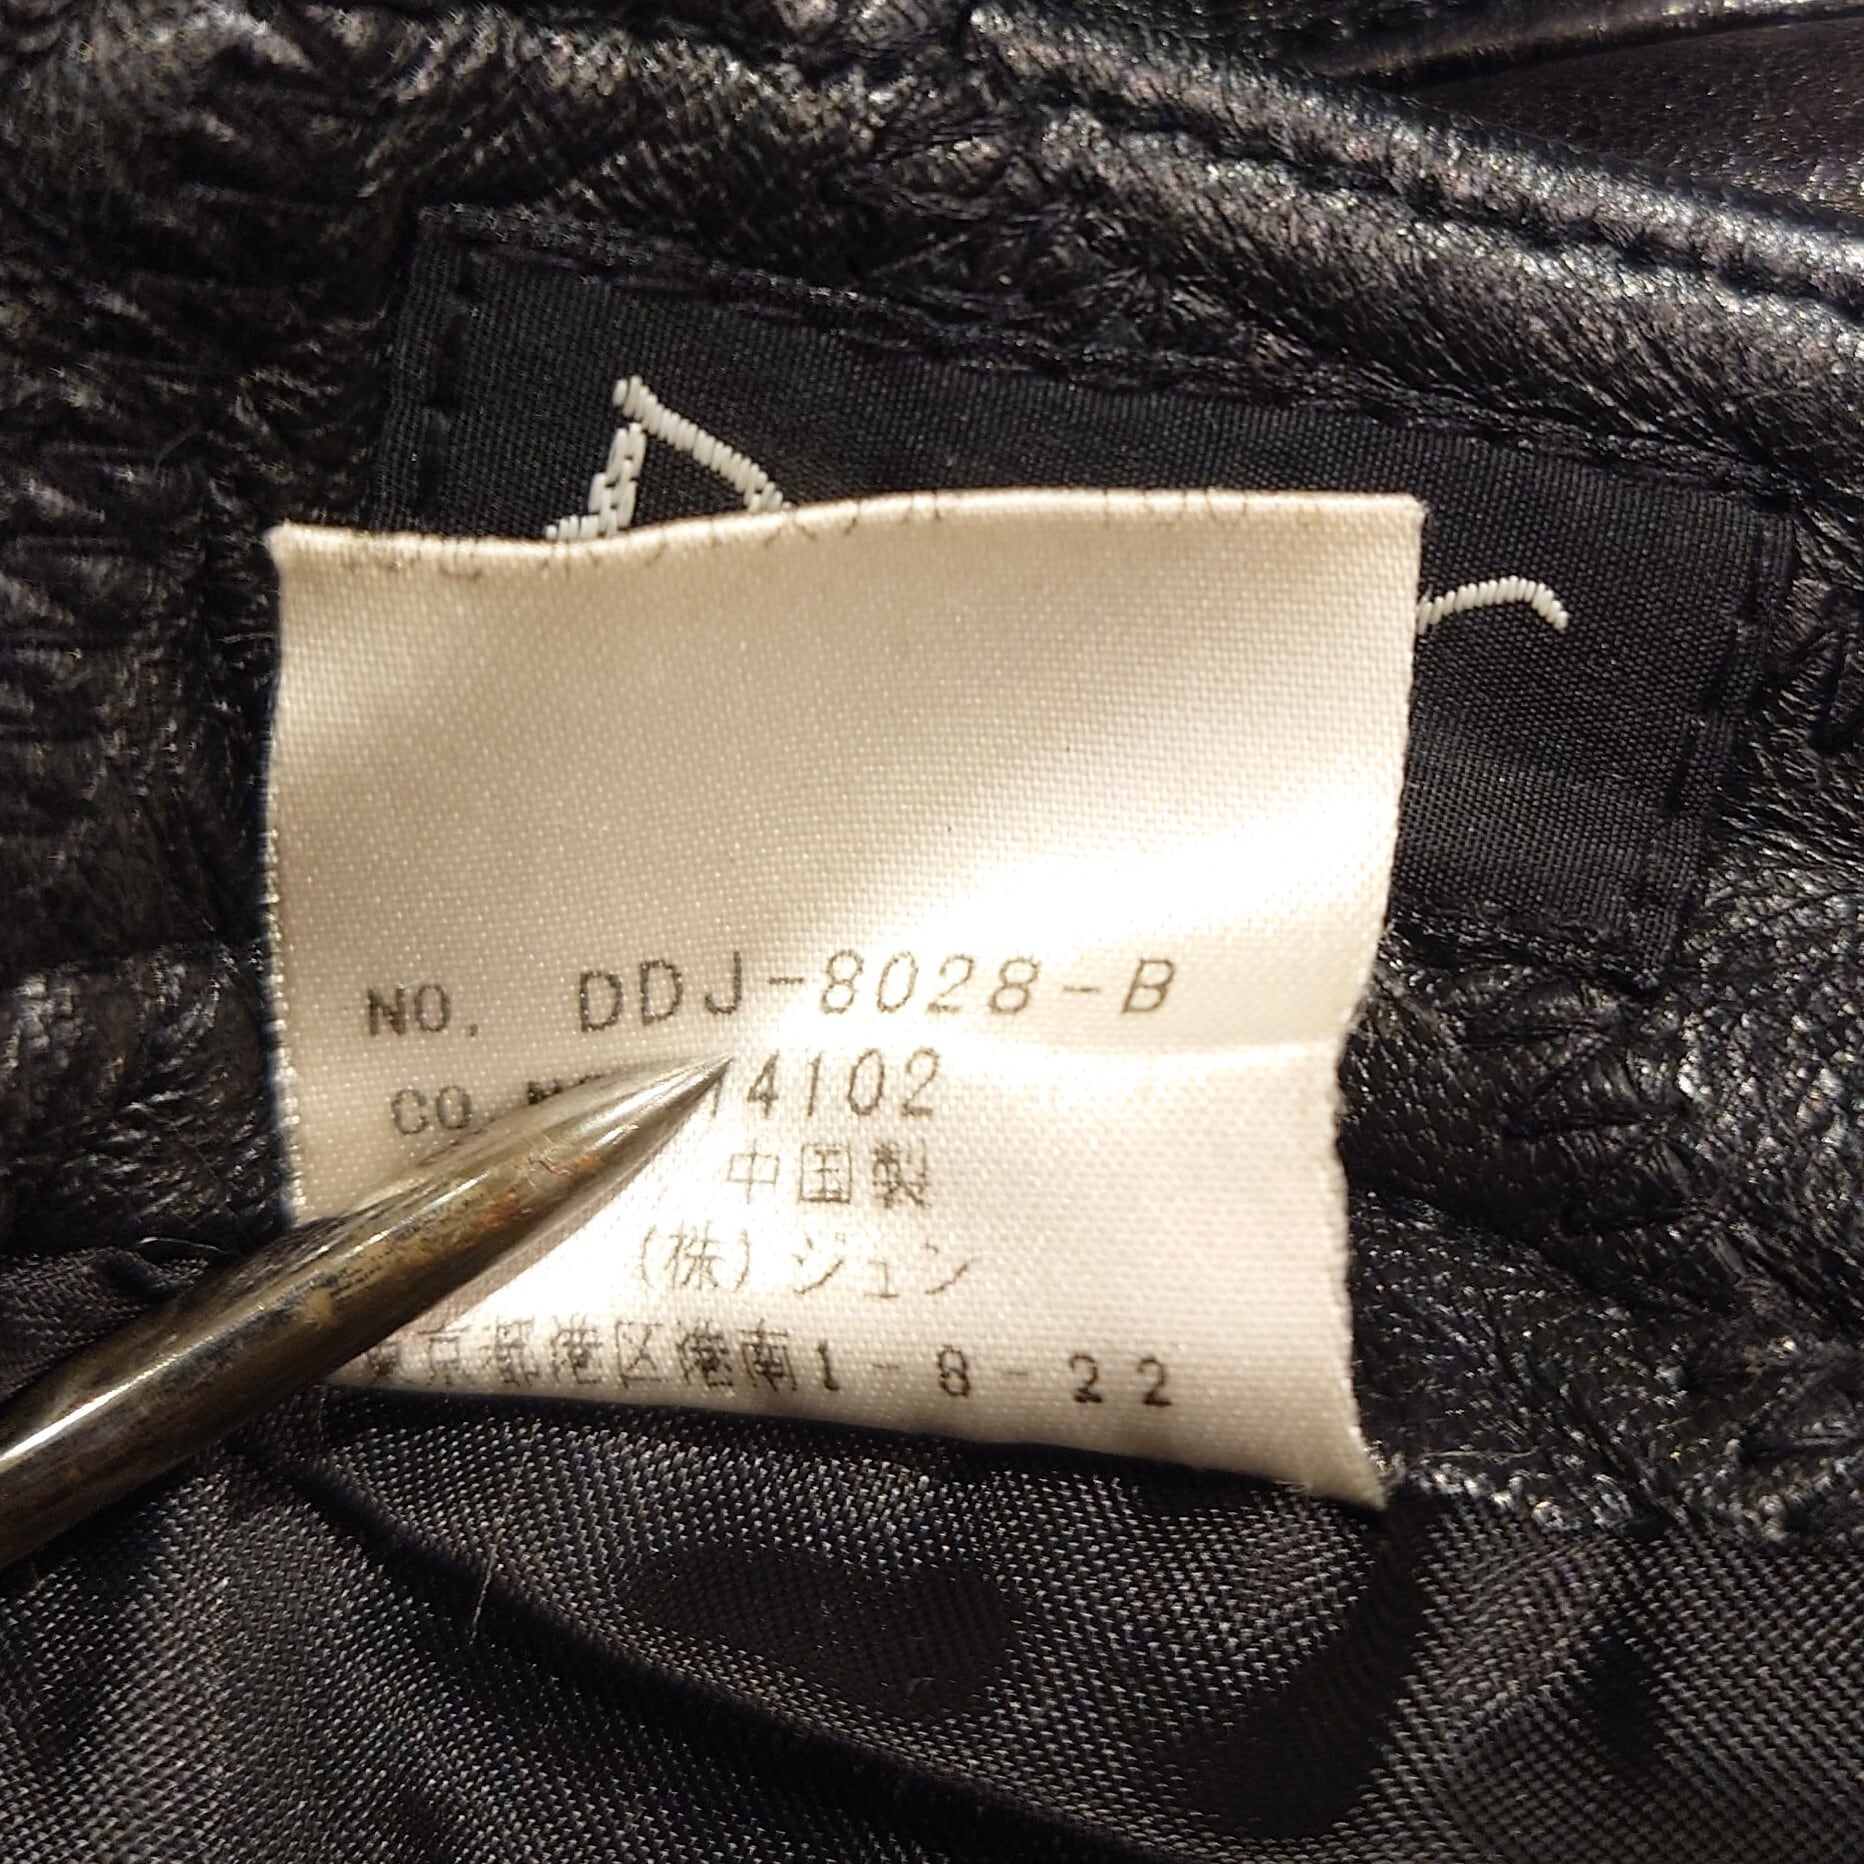 NO. DDJ-8028-B
CO. NO. 14102
中国製
(株)ジュン
東京都港区港南1-8-22